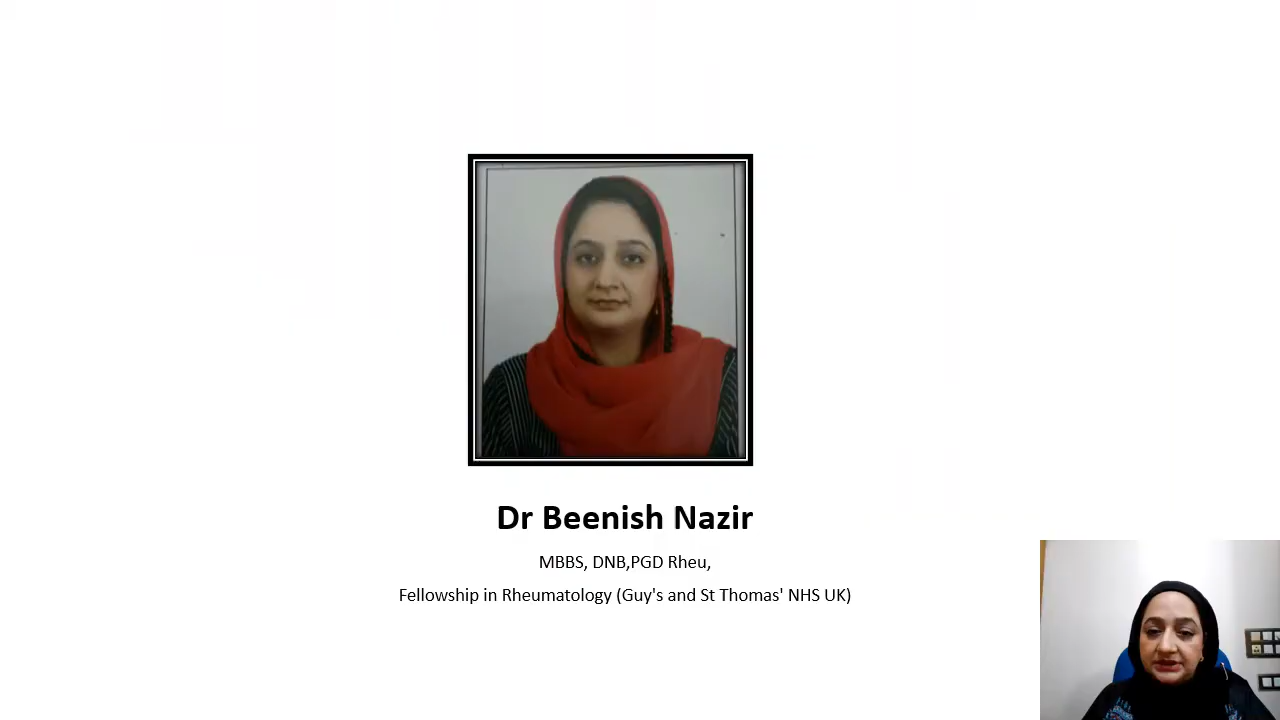 Dr Beenish Nazir
MBBS, DNB,PGD Rheu,
Fellowship in Rheumatology (Guy's and St Thomas' NHS UK)